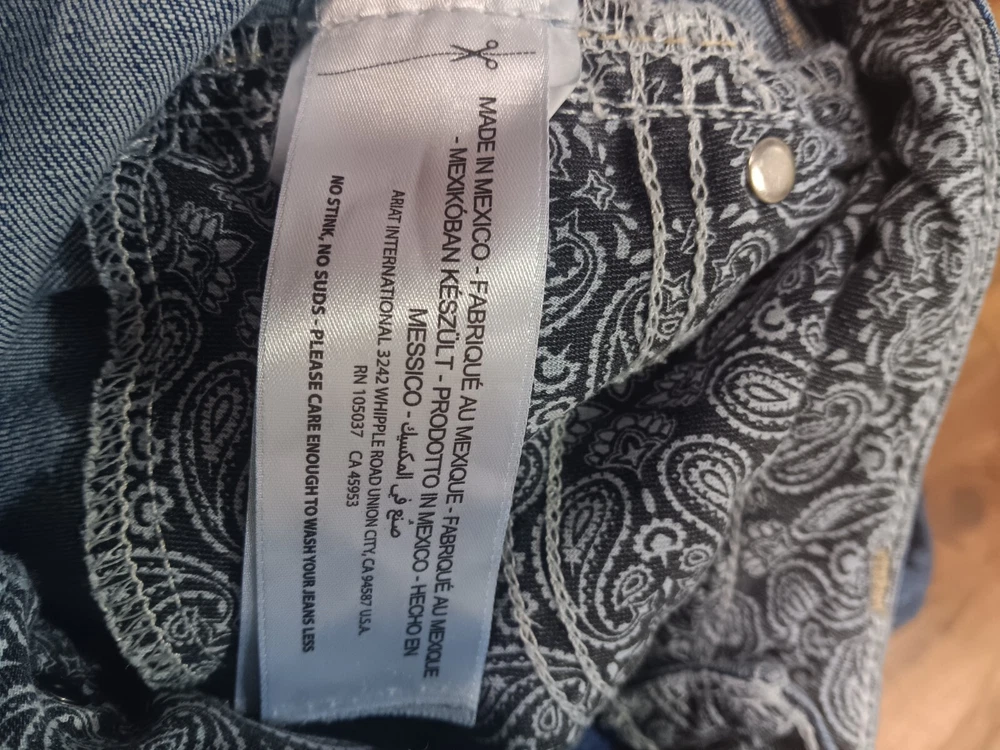 MADE IN MEXICO - FABRIQUÉ AU MEXIQUE - FABRIQUÉ AU MEXIQUE
- MEXIKÓBAN KÉSZÜLT - PRODOTTO IN MEXICO - HECHO EN
MESSICO - صنع في المكسيك
ARIAT INTERNATIONAL 3242 WHIPPLE ROAD UNION CITY, CA 94587 U.S.A.
RN 105037 CA 45953
NO STINK, NO SUDS - PLEASE CARE ENOUGH TO WASH YOUR JEANS LESS